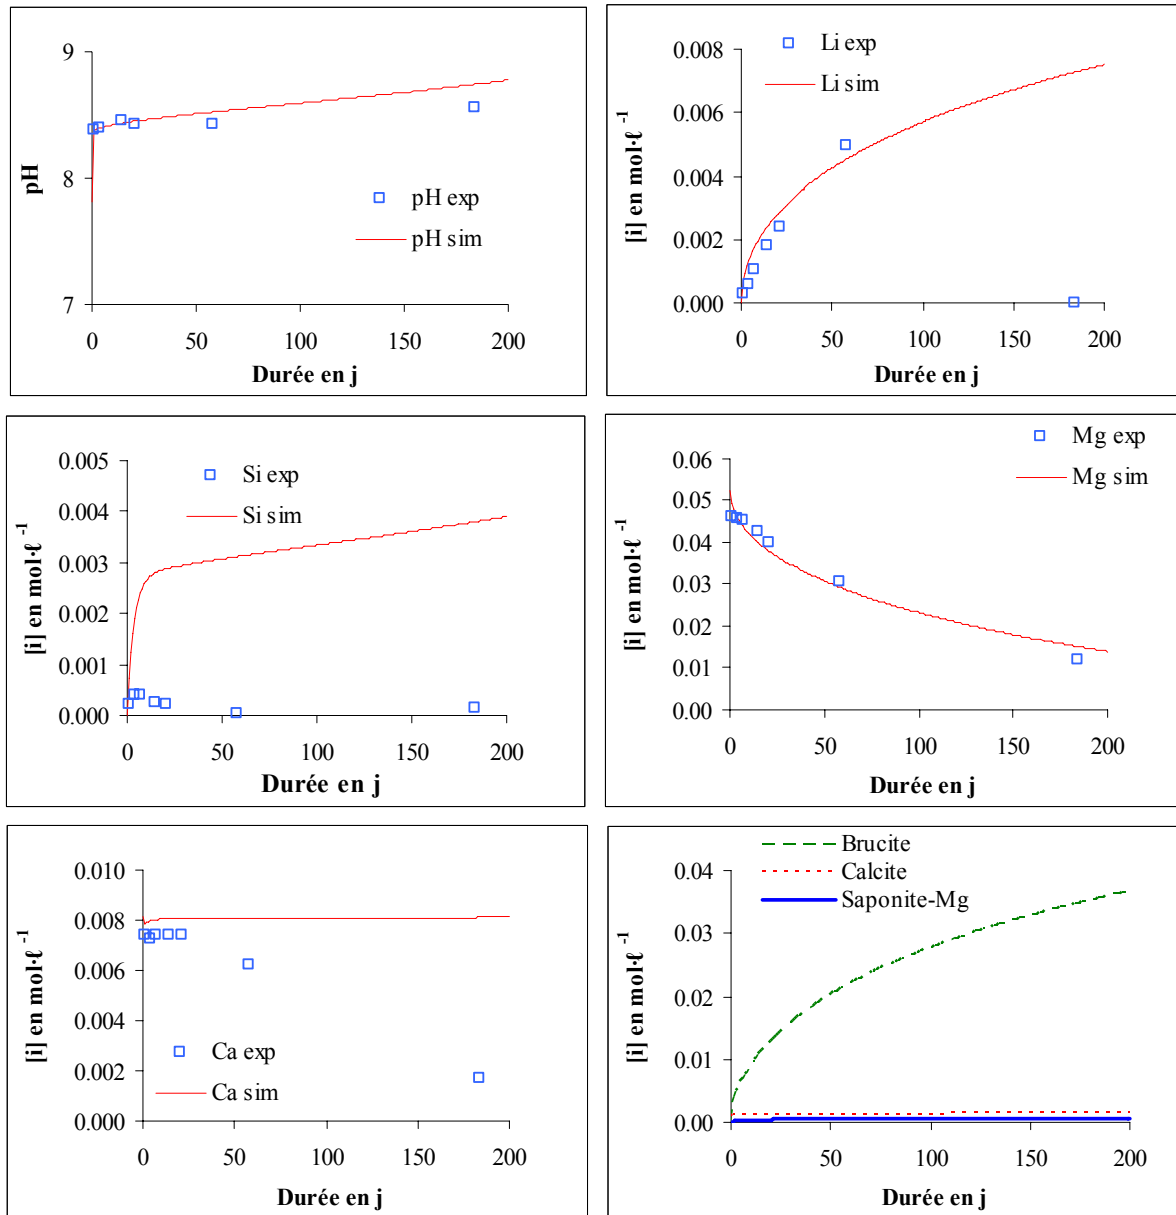 9
8
7
pH
pH exp
pH sim
0
50
100
150
200
Durée en j
0.008
0.006
0.004
0.002
0.000
[i] en mol·ℓ⁻¹
Li exp
Li sim
0
50
100
150
200
Durée en j
0.005
0.004
0.003
0.002
0.001
0.000
[i] en mol·ℓ⁻¹
Si exp
Si sim
0
50
100
150
200
Durée en j
Mg exp
Mg sim
0.06
0.05
0.04
0.03
0.02
0.01
0.00
[i] en mol·ℓ⁻¹
0
50
100
150
200
Durée en j
0.010
0.008
0.006
0.004
0.002
0.000
[i] en mol·ℓ⁻¹
Ca exp
Ca sim
0
50
100
150
200
Durée en j
Brucite
Calcite
Saponite-Mg
0.04
0.03
0.02
0.01
0.00
[i] en mol·ℓ⁻¹
0
50
100
150
200
Durée en j